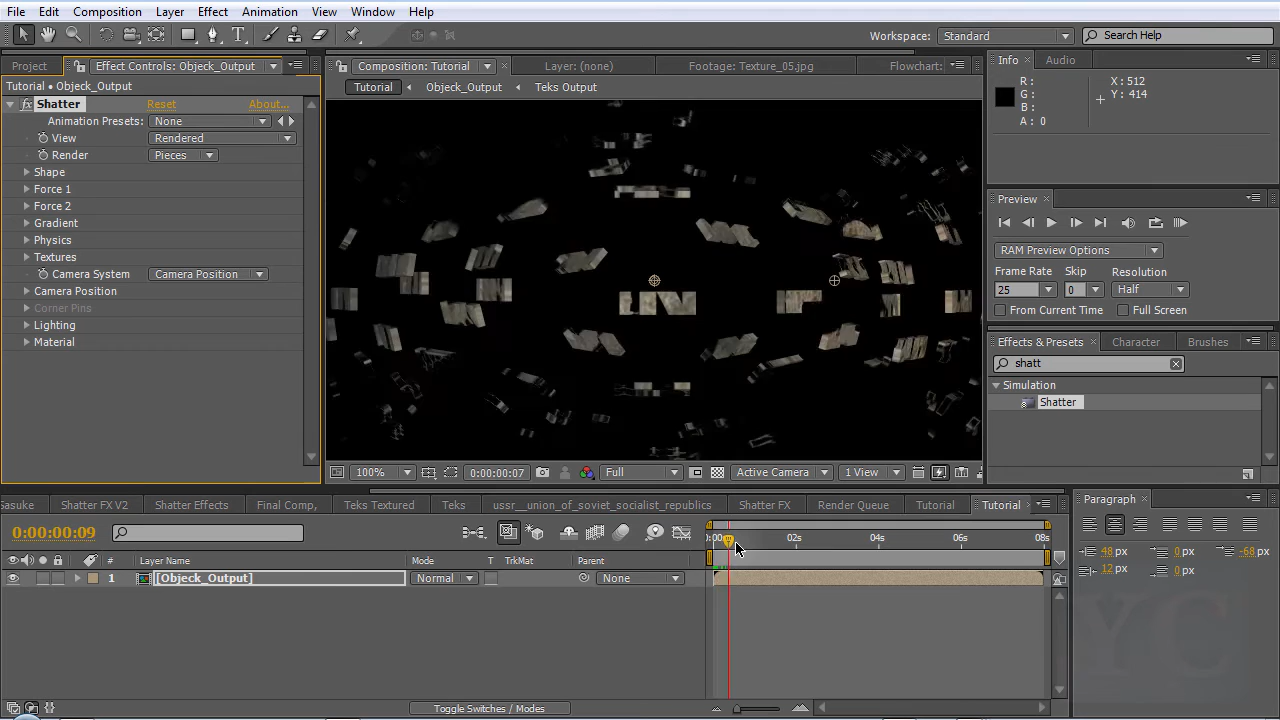 File Edit Composition Layer Effect Animation View Window Help
Workspace: Standard Search Help
Project Effect Controls: Objeck_Output
Tutorial • Objeck_Output
Shatter Reset About...
Animation Presets: None
View Rendered
Render Pieces
Shape
Force 1
Force 2
Gradient
Physics
Textures
Camera System Camera Position
Camera Position
Corner Pins
Lighting
Material
Composition: Tutorial Layer: (none) Footage: Texture_05.jpg Flowchart:
Tutorial Objeck_Output Teks Output
100% 0:00:00:07 Full Active Camera 1 View
Info Audio
R: X: 512
G: Y: 414
B:
A: 0
Preview
RAM Preview Options
Frame Rate Skip Resolution
25 0 Half
From Current Time Full Screen
Effects & Presets Character Brushes
shatt
Simulation
Shatter
Paragraph
48 px 0 px -68 px
12 px 0 px
asuke Shatter FX V2 Shatter Effects Final Comp, Teks Textured Teks ussr__union_of_soviet_socialist_republics Shatter FX Render Queue Tutorial Tutorial
0:00:00:09
# Layer Name Mode T TrkMat Parent
02s 04s 06s 08s
1 [Objeck_Output] Normal None
Toggle Switches / Modes
YC